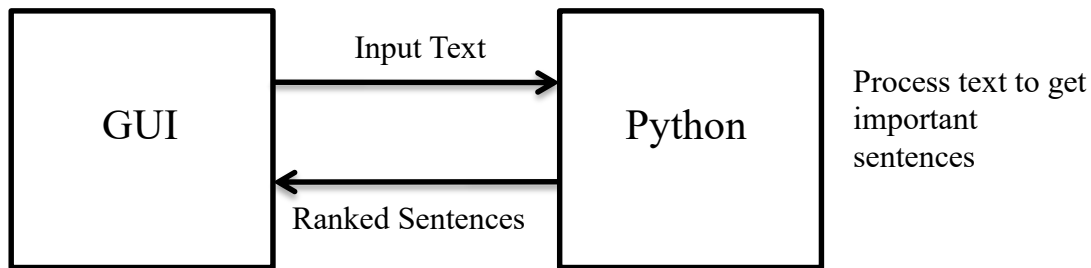 Input Text
GUI
Python
Process text to get
important
sentences
Ranked Sentences